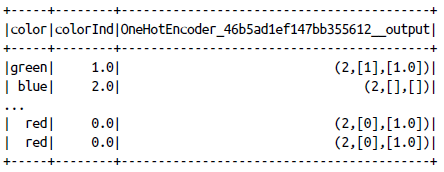 +-----+--------+-------------------------------------+
|color|colorInd|OneHotEncoder_46b5ad1ef147bb355612__output|
+-----+--------+-------------------------------------+
|green|    1.0|                        (2,[1],[1.0])|
| blue|    2.0|                            (2,[],[])|
...
|  red|    0.0|                        (2,[0],[1.0])|
|  red|    0.0|                        (2,[0],[1.0])|
+-----+--------+-------------------------------------+